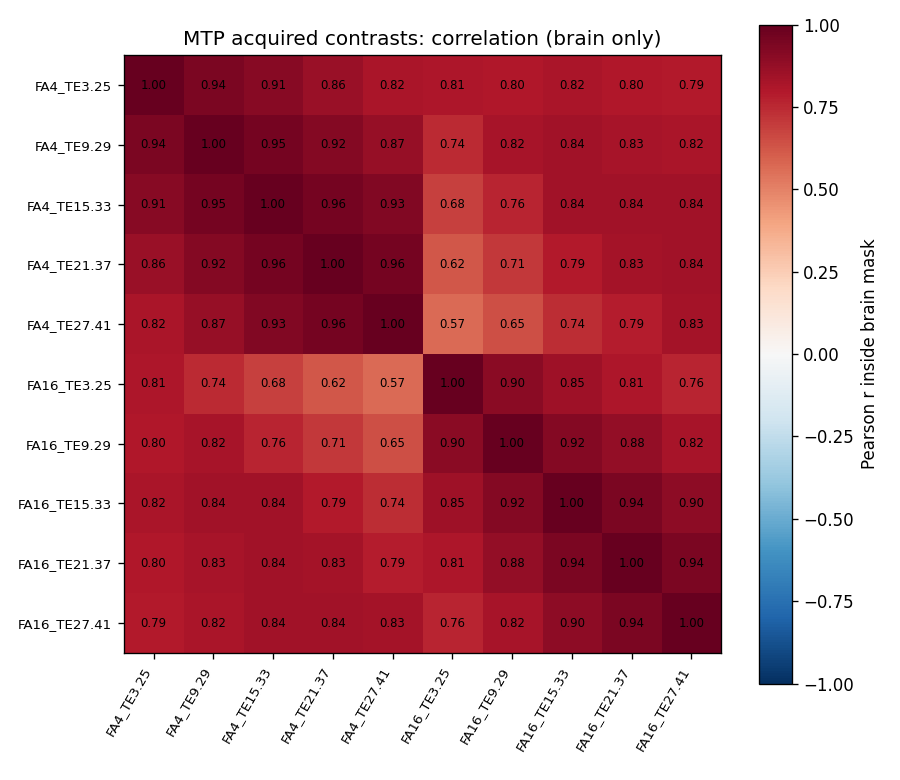 MTP acquired contrasts: correlation (brain only)
FA4_TE3.25 1.00 0.94 0.91 0.86 0.82 0.81 0.80 0.82 0.80 0.79
FA4_TE9.29 0.94 1.00 0.95 0.92 0.87 0.74 0.82 0.84 0.83 0.82
FA4_TE15.33 0.91 0.95 1.00 0.96 0.93 0.68 0.76 0.84 0.84 0.84
FA4_TE21.37 0.86 0.92 0.96 1.00 0.96 0.62 0.71 0.79 0.83 0.84
FA4_TE27.41 0.82 0.87 0.93 0.96 1.00 0.57 0.65 0.74 0.79 0.83
FA16_TE3.25 0.81 0.74 0.68 0.62 0.57 1.00 0.90 0.85 0.81 0.76
FA16_TE9.29 0.80 0.82 0.76 0.71 0.65 0.90 1.00 0.92 0.88 0.82
FA16_TE15.33 0.82 0.84 0.84 0.79 0.74 0.85 0.92 1.00 0.94 0.90
FA16_TE21.37 0.80 0.83 0.84 0.83 0.79 0.81 0.88 0.94 1.00 0.94
FA16_TE27.41 0.79 0.82 0.84 0.84 0.83 0.76 0.82 0.90 0.94 1.00
FA4_TE3.25
FA4_TE9.29
FA4_TE15.33
FA4_TE21.37
FA4_TE27.41
FA16_TE3.25
FA16_TE9.29
FA16_TE15.33
FA16_TE21.37
FA16_TE27.41
1.00
0.75
0.50
0.25
0.00
−0.25
−0.50
−0.75
−1.00
Pearson r inside brain mask